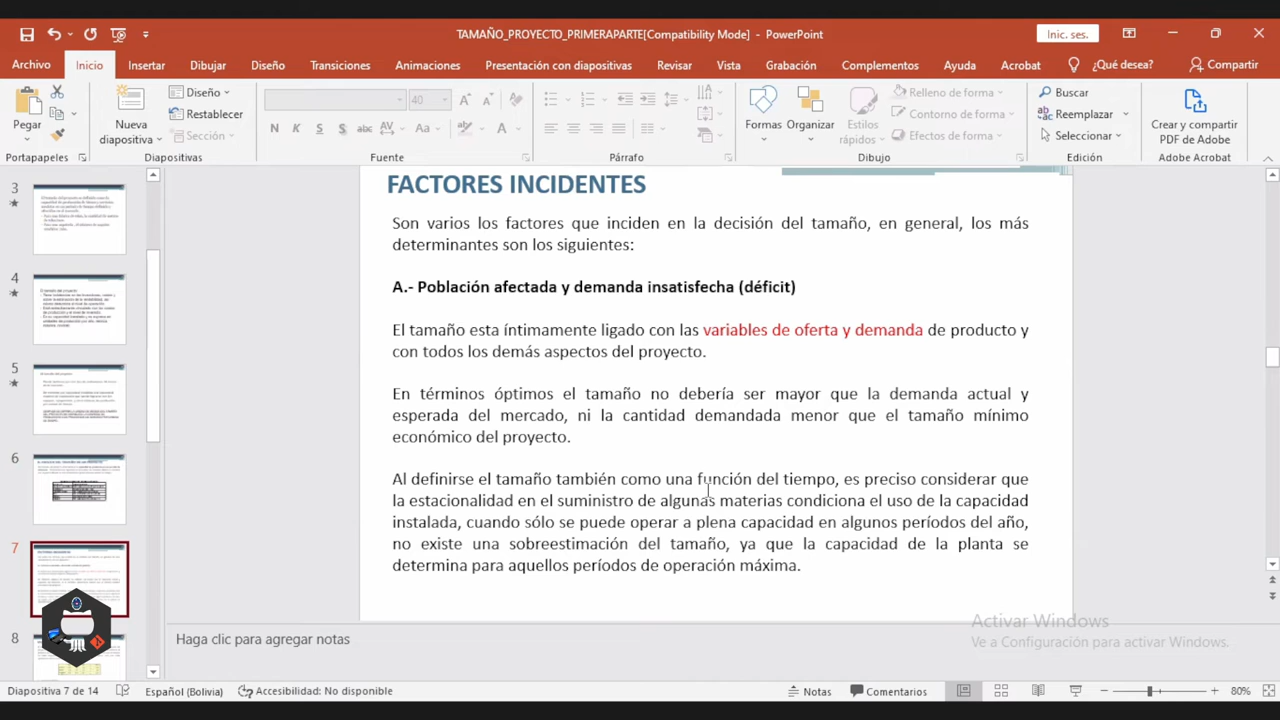 TAMAÑO_PROYECTO_PRIMERAPARTE[Compatibility Mode] - PowerPoint
Inic. ses.
Archivo Inicio Insertar Dibujar Diseño Transiciones Animaciones Presentación con diapositivas Revisar Vista Grabación Complementos Acrobat Ayuda ¿Qué desea? Compartir
Pegar
Portapapeles
Nueva
diapositiva
Diseño
Restablecer
Sección
Diapositivas
40
N K S S abc AV Aa A
Fuente
Párrafo
Formas
Organizar
Estilos
rápidos
Relleno de forma
Contorno de forma
Efectos de forma
Dibujo
Buscar
Reemplazar
Seleccionar
Edición
Crear y compartir
PDF de Adobe
Adobe Acrobat
3
4
5
6
7
8
FACTORES INCIDENTES
Son varios los factores que inciden en la decisión del tamaño, en general, los más
determinantes son los siguientes:
A.- Población afectada y demanda insatisfecha (déficit)
El tamaño esta íntimamente ligado con las variables de oferta y demanda de producto y
con todos los demás aspectos del proyecto.
En términos óptimos el tamaño no debería ser mayor que la demanda actual y
esperada del mercado, ni la cantidad demandada menor que el tamaño mínimo
económico del proyecto.
Al definirse el tamaño también como una función del tiempo, es preciso considerar que
la estacionalidad en el suministro de algunas materias condiciona el uso de la capacidad
instalada, cuando sólo se puede operar a plena capacidad en algunos períodos del año,
no existe una sobreestimación del tamaño, ya que la capacidad de la planta se
determina para aquellos períodos de operación máxima.
Activar Windows
Ve a Configuración para activar Windows.
Haga clic para agregar notas
Diapositiva 7 de 14 Español (Bolivia) Accesibilidad: No disponible Notas Comentarios 80%